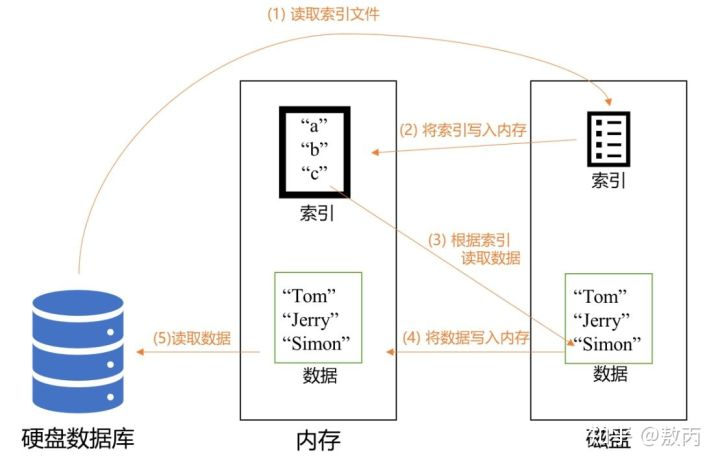 (1) 读取索引文件
“a”
“b”
“c”
索引
(2) 将索引写入内存
索引
(3) 根据索引
读取数据
“Tom”
“Jerry”
“Simon”
数据
(4) 将数据写入内存
“Tom”
“Jerry”
“Simon”
数据
(5)读取数据
硬盘数据库
内存
磁盘
@敖丙